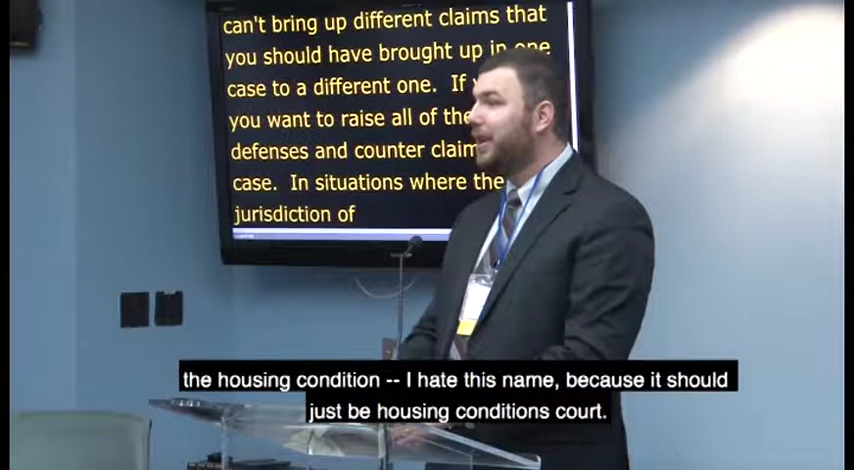 can't bring up different claims that
you should have brought up in one
case to a different one. If
you want to raise all of the
defenses and counter
case. In situations where the
jurisdiction of
the housing condition -- I hate this name, because it should
just be housing conditions court.